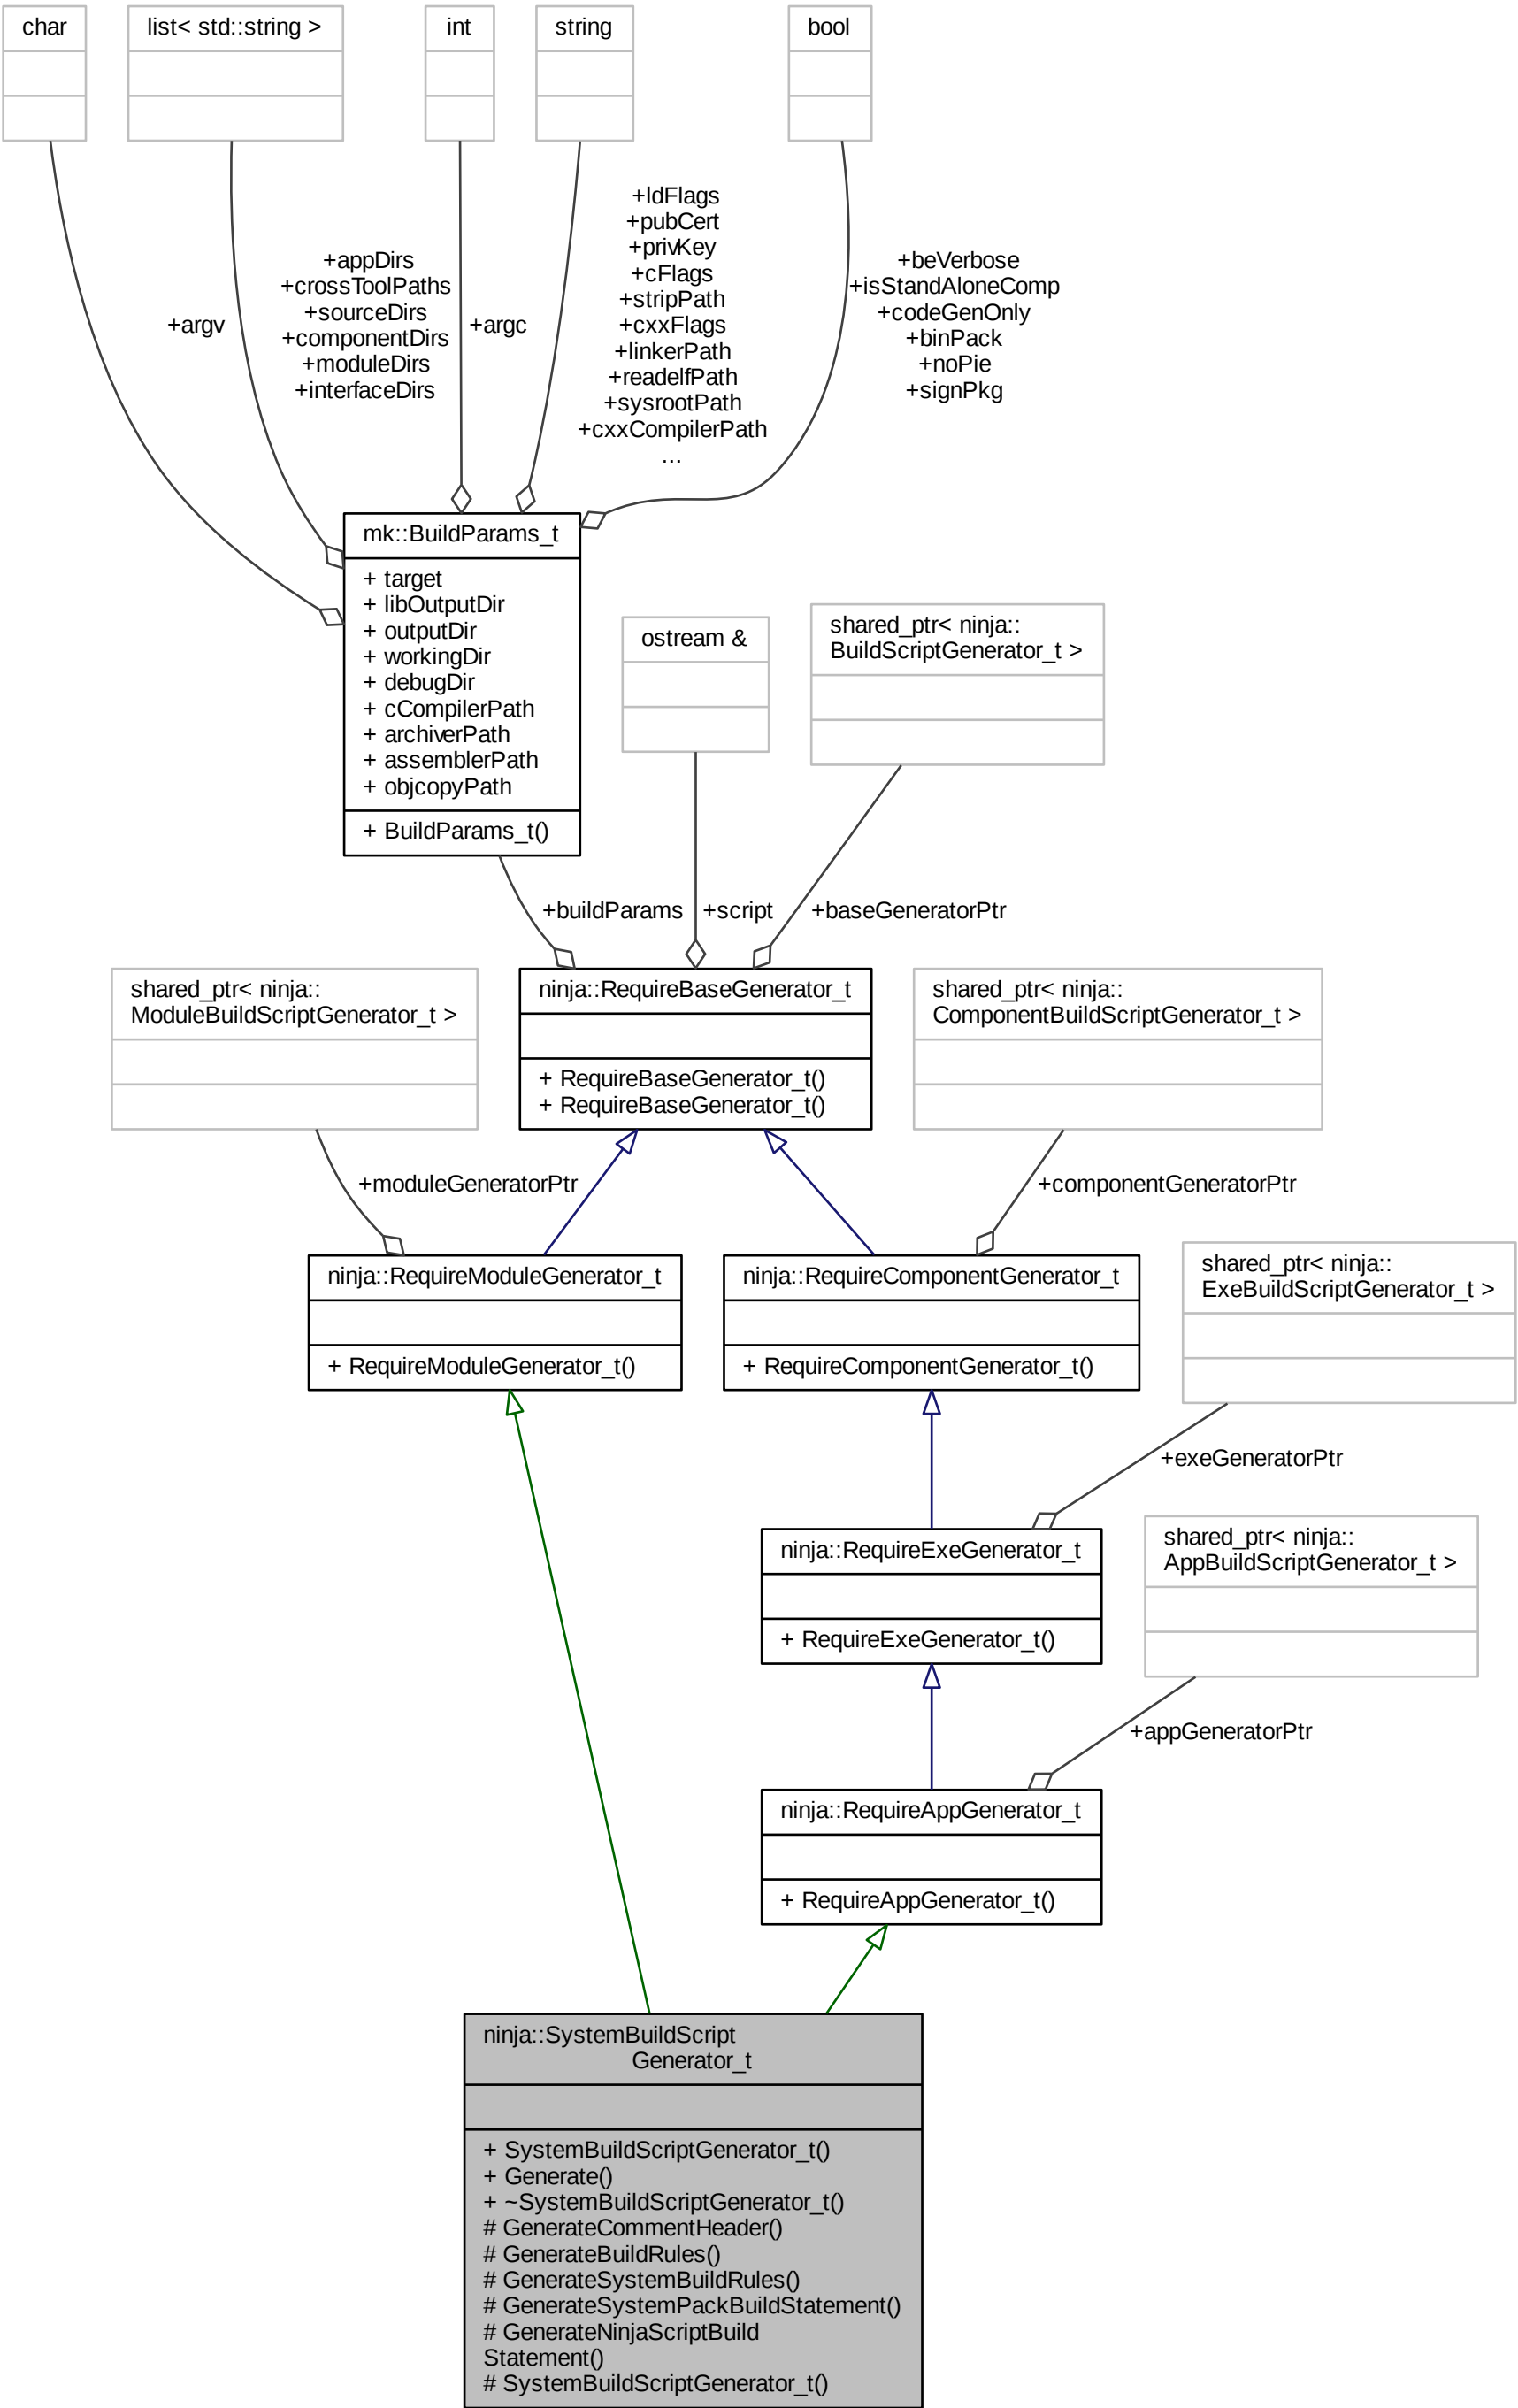 char
list< std::string >
int
string
bool
+argv
+appDirs
+crossToolPaths
+sourceDirs
+componentDirs
+moduleDirs
+interfaceDirs
+argc
+ldFlags
+pubCert
+privKey
+cFlags
+stripPath
+cxxFlags
+linkerPath
+readelfPath
+sysrootPath
+cxxCompilerPath
...
+beVerbose
+isStandAloneComp
+codeGenOnly
+binPack
+noPie
+signPkg
mk::BuildParams_t
+ target
+ libOutputDir
+ outputDir
+ workingDir
+ debugDir
+ cCompilerPath
+ archiverPath
+ assemblerPath
+ objcopyPath
+ BuildParams_t()
ostream &
shared_ptr< ninja::
BuildScriptGenerator_t >
+buildParams
+script
+baseGeneratorPtr
shared_ptr< ninja::
ModuleBuildScriptGenerator_t >
ninja::RequireBaseGenerator_t
+ RequireBaseGenerator_t()
+ RequireBaseGenerator_t()
shared_ptr< ninja::
ComponentBuildScriptGenerator_t >
+moduleGeneratorPtr
+componentGeneratorPtr
ninja::RequireModuleGenerator_t
+ RequireModuleGenerator_t()
ninja::RequireComponentGenerator_t
+ RequireComponentGenerator_t()
shared_ptr< ninja::
ExeBuildScriptGenerator_t >
+exeGeneratorPtr
ninja::RequireExeGenerator_t
+ RequireExeGenerator_t()
shared_ptr< ninja::
AppBuildScriptGenerator_t >
+appGeneratorPtr
ninja::RequireAppGenerator_t
+ RequireAppGenerator_t()
ninja::SystemBuildScript
Generator_t
+ SystemBuildScriptGenerator_t()
+ Generate()
+ ~SystemBuildScriptGenerator_t()
# GenerateCommentHeader()
# GenerateBuildRules()
# GenerateSystemBuildRules()
# GenerateSystemPackBuildStatement()
# GenerateNinjaScriptBuild
Statement()
# SystemBuildScriptGenerator_t()